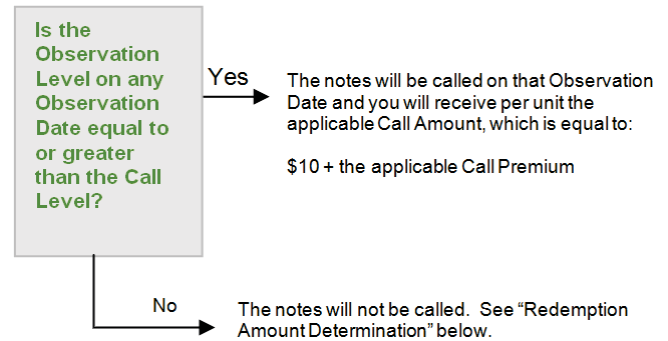 Is the
Observation
Level on any
Observation
Date equal to
or greater
than the Call
Level?
Yes
The notes will be called on that Observation
Date and you will receive per unit the
applicable Call Amount, which is equal to:
$10 + the applicable Call Premium
No
The notes will not be called. See “Redemption
Amount Determination” below.